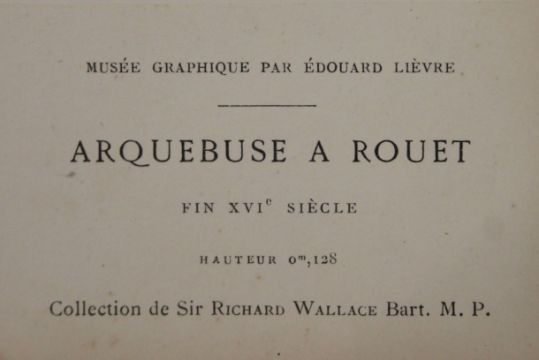 MUSÉE GRAPHIQUE PAR ÉDOUARD LIÈVRE
ARQUEBUSE A ROUET
FIN XVIᵉ SIÈCLE
HAUTEUR 0ᵐ,128
Collection de Sir RICHARD WALLACE Bart. M. P.